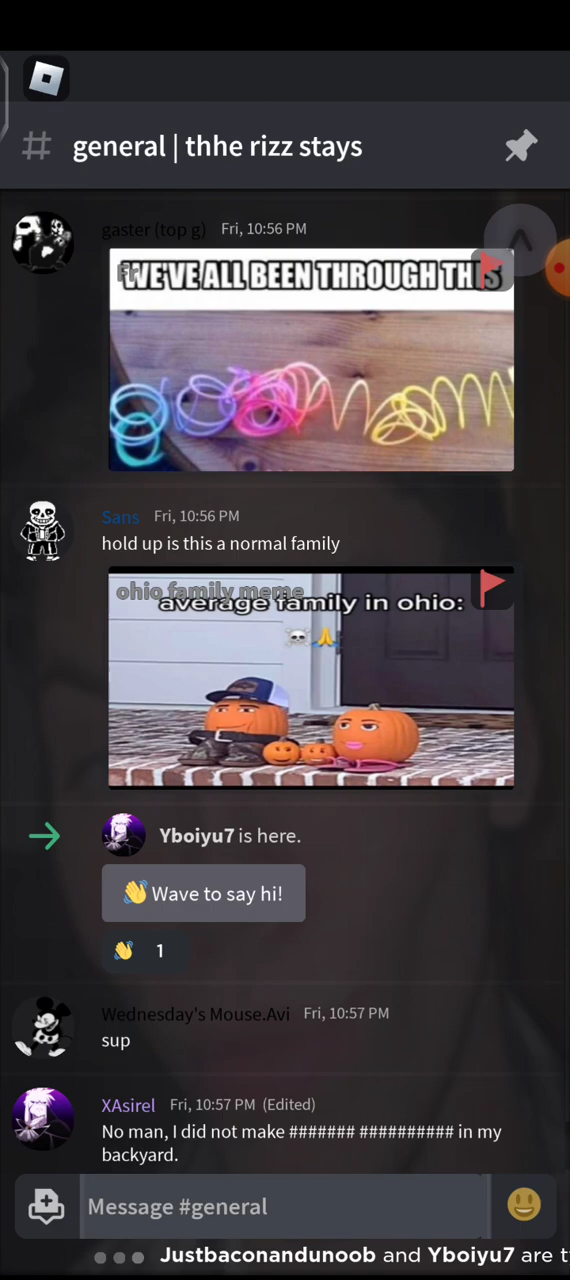 # general | thhe rizz stays
gaster (top g) Fri, 10:56 PM
Fr
WE'VE ALL BEEN THROUGH THIS
Sans Fri, 10:56 PM
hold up is this a normal family
ohio family meme
average family in ohio:
☠️🙏
Yboiyu7 is here.
👋 Wave to say hi!
👋 1
Wednesday's Mouse.Avi Fri, 10:57 PM
sup
XAsirel Fri, 10:57 PM (Edited)
No man, I did not make ####### ########## in my
backyard.
Message #general
Justbaconandunoob and Yboiyu7 are t